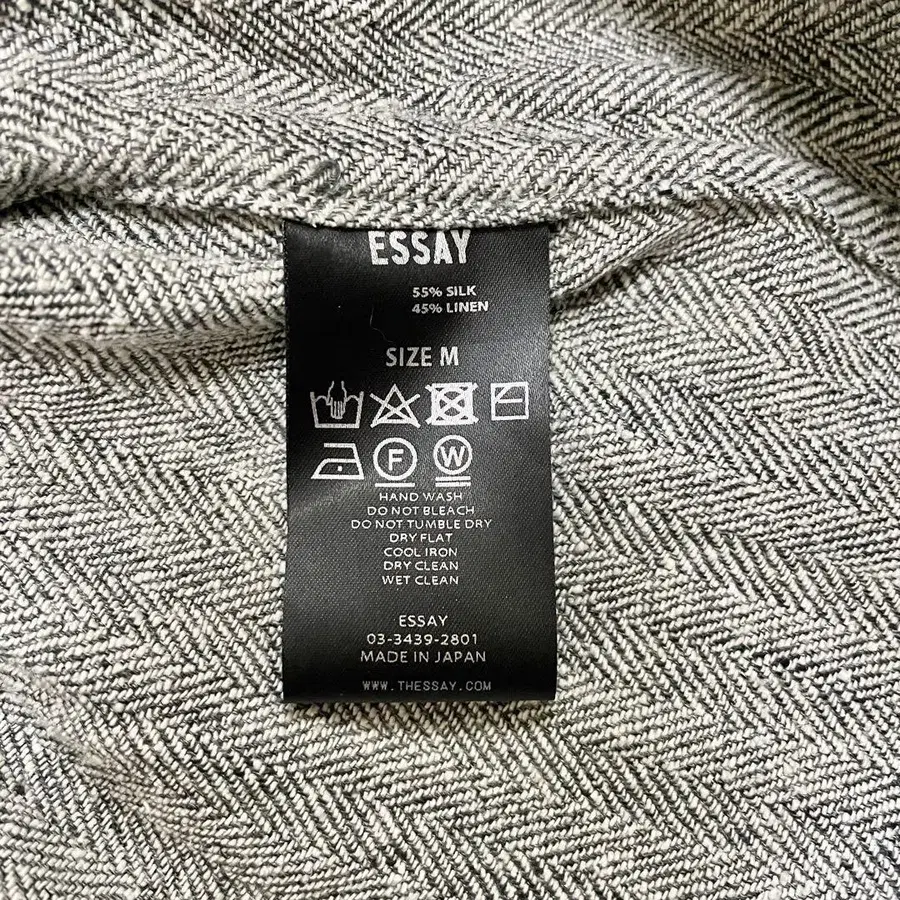 ESSAY
55% SILK
45% LINEN
SIZE M
F W
HAND WASH
DO NOT BLEACH
DO NOT TUMBLE DRY
DRY FLAT
COOL IRON
DRY CLEAN
WET CLEAN
ESSAY
03-3439-2801
MADE IN JAPAN
WWW.THESSAY.COM